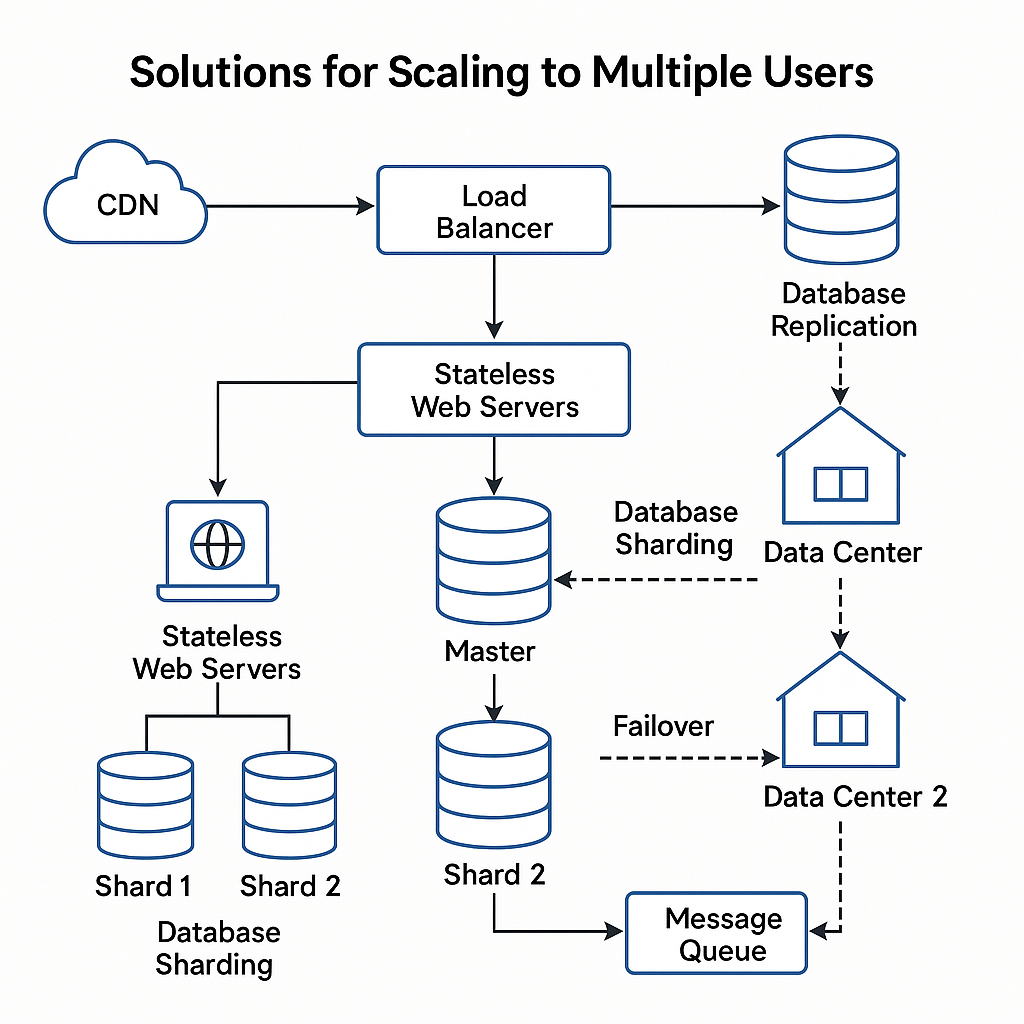 Solutions for Scaling to Multiple Users
CDN
Load
Balancer
Database
Replication
Stateless
Web Servers
Database
Sharding
Data Center
Stateless
Web Servers
Master
Failover
Data Center 2
Shard 1
Shard 2
Shard 2
Database
Sharding
Message
Queue